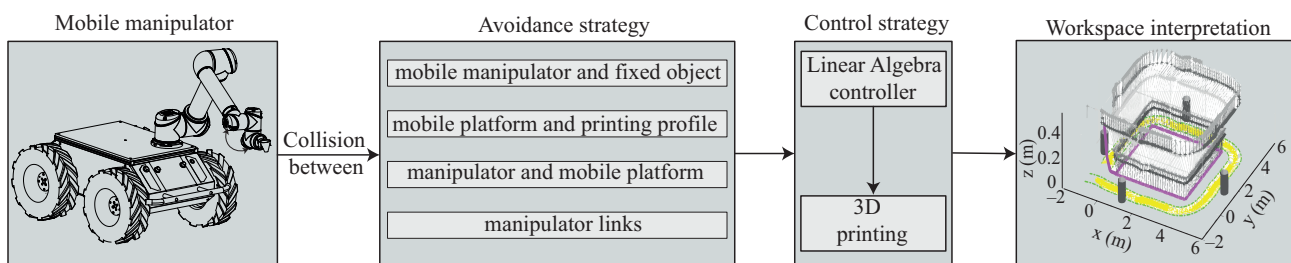 Mobile manipulator
Collision
between
Avoidance strategy
mobile manipulator and fixed object
mobile platform and printing profile
manipulator and mobile platform
manipulator links
Control strategy
Linear Algebra
controller
3D
printing
Workspace interpretation
z (m)
0.4
0.2
0
−2
0
2
4
6
x (m)
−2
0
2
4
6
y (m)